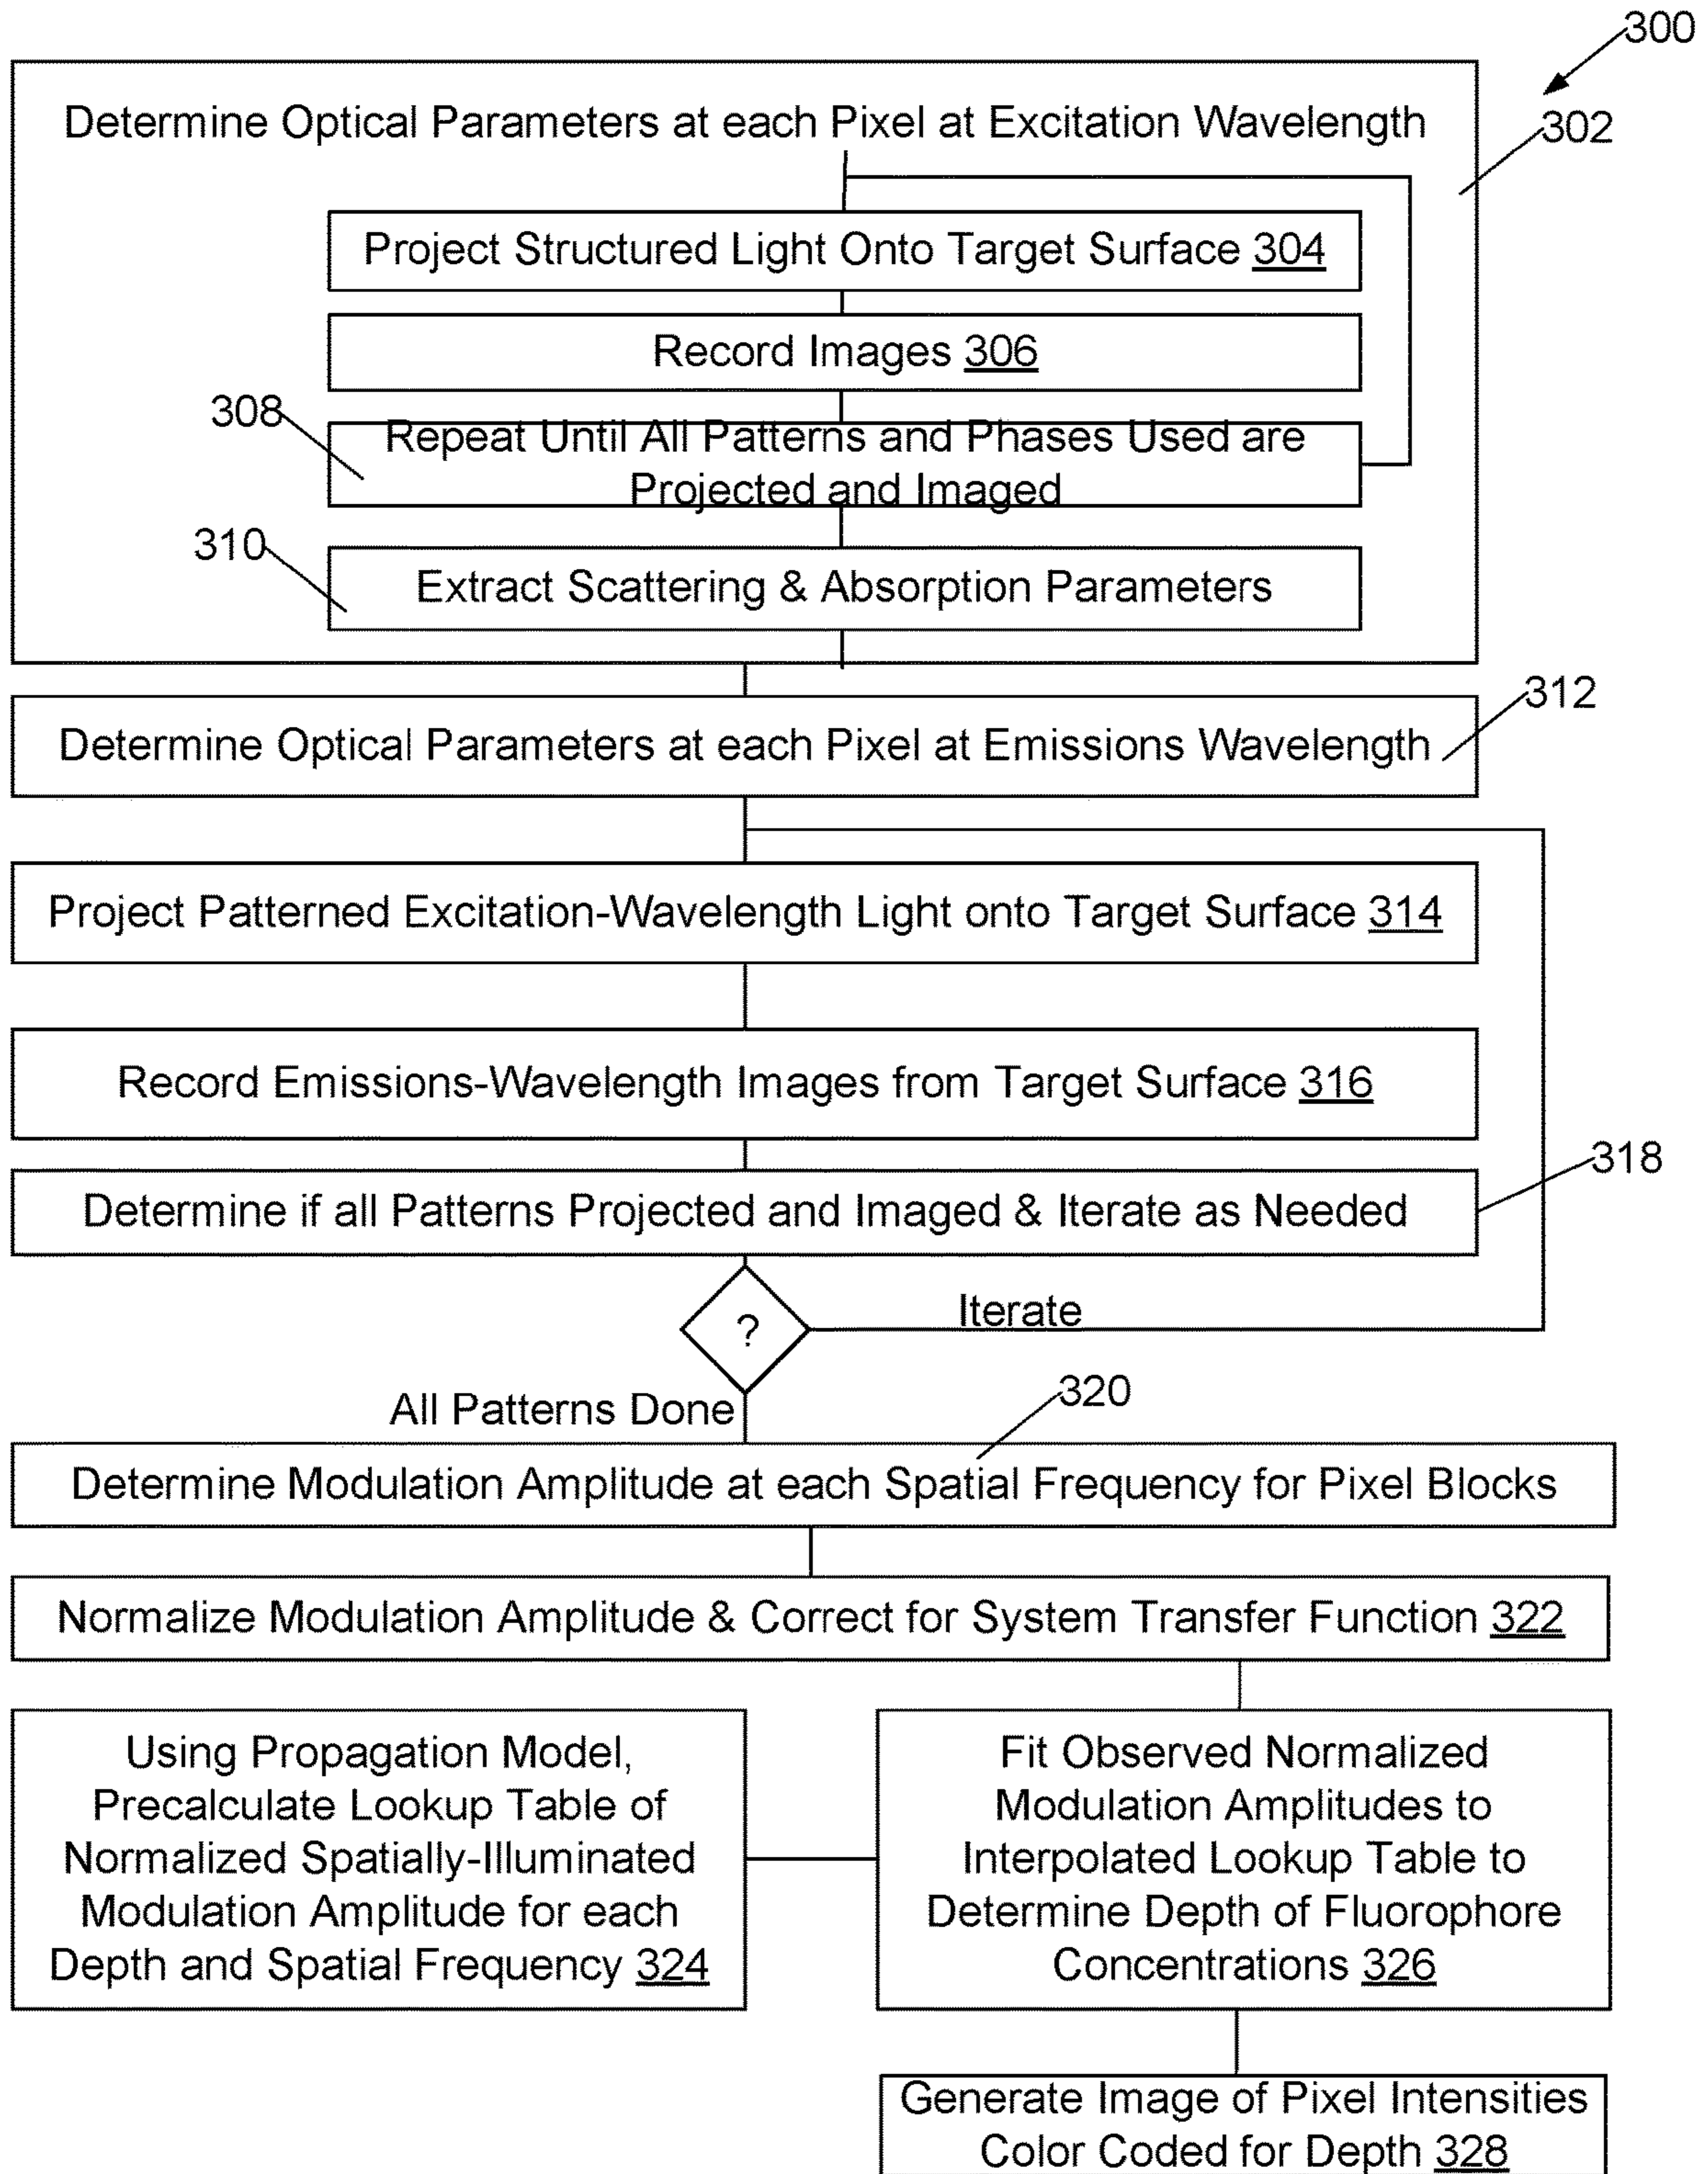 300
Determine Optical Parameters at each Pixel at Excitation Wavelength
302
Project Structured Light Onto Target Surface 304
Record Images 306
308
Repeat Until All Patterns and Phases Used are
Projected and Imaged
310
Extract Scattering & Absorption Parameters
312
Determine Optical Parameters at each Pixel at Emissions Wavelength
Project Patterned Excitation-Wavelength Light onto Target Surface 314
Record Emissions-Wavelength Images from Target Surface 316
318
Determine if all Patterns Projected and Imaged & Iterate as Needed
?
Iterate
All Patterns Done
320
Determine Modulation Amplitude at each Spatial Frequency for Pixel Blocks
Normalize Modulation Amplitude & Correct for System Transfer Function 322
Using Propagation Model,
Precalculate Lookup Table of
Normalized Spatially-Illuminated
Modulation Amplitude for each
Depth and Spatial Frequency 324
Fit Observed Normalized
Modulation Amplitudes to
Interpolated Lookup Table to
Determine Depth of Fluorophore
Concentrations 326
Generate Image of Pixel Intensities
Color Coded for Depth 328